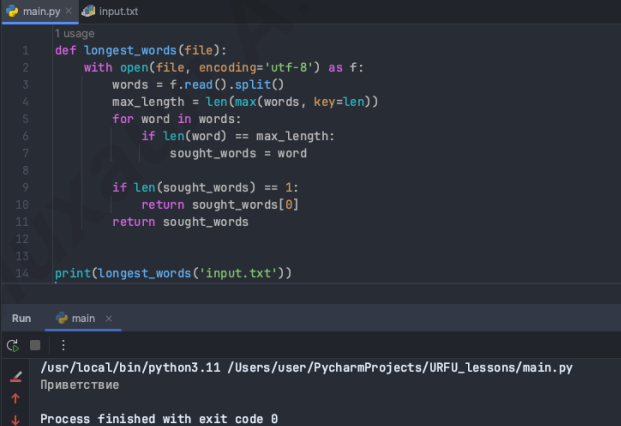 main.py × input.txt
1 usage
1 def longest_words(file):
2 with open(file, encoding='utf-8') as f:
3 words = f.read().split()
4 max_length = len(max(words, key=len))
5 for word in words:
6 if len(word) == max_length:
7 sought_words = word
8
9 if len(sought_words) == 1:
10 return sought_words[0]
11 return sought_words
12
13
14 print(longest_words('input.txt'))
Run main ×
/usr/local/bin/python3.11 /Users/user/PycharmProjects/URFU_lessons/main.py
Приветствие
Process finished with exit code 0